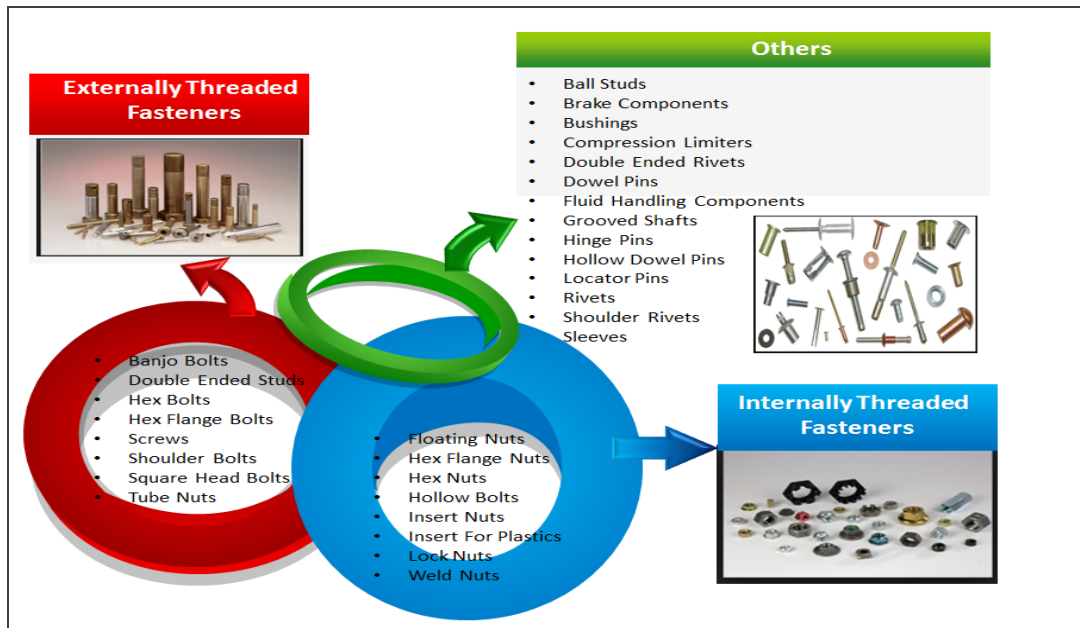 Externally Threaded
Fasteners
Others
• Ball Studs
• Brake Components
• Bushings
• Compression Limiters
• Double Ended Rivets
• Dowel Pins
• Fluid Handling Components
• Grooved Shafts
• Hinge Pins
• Hollow Dowel Pins
• Locator Pins
• Rivets
• Shoulder Rivets
Sleeves
• Banjo Bolts
• Double Ended Studs
• Hex Bolts
• Hex Flange Bolts
• Screws
• Shoulder Bolts
• Square Head Bolts
• Tube Nuts
Internally Threaded
Fasteners
• Floating Nuts
• Hex Flange Nuts
• Hex Nuts
• Hollow Bolts
• Insert Nuts
• Insert For Plastics
• Lock Nuts
• Weld Nuts